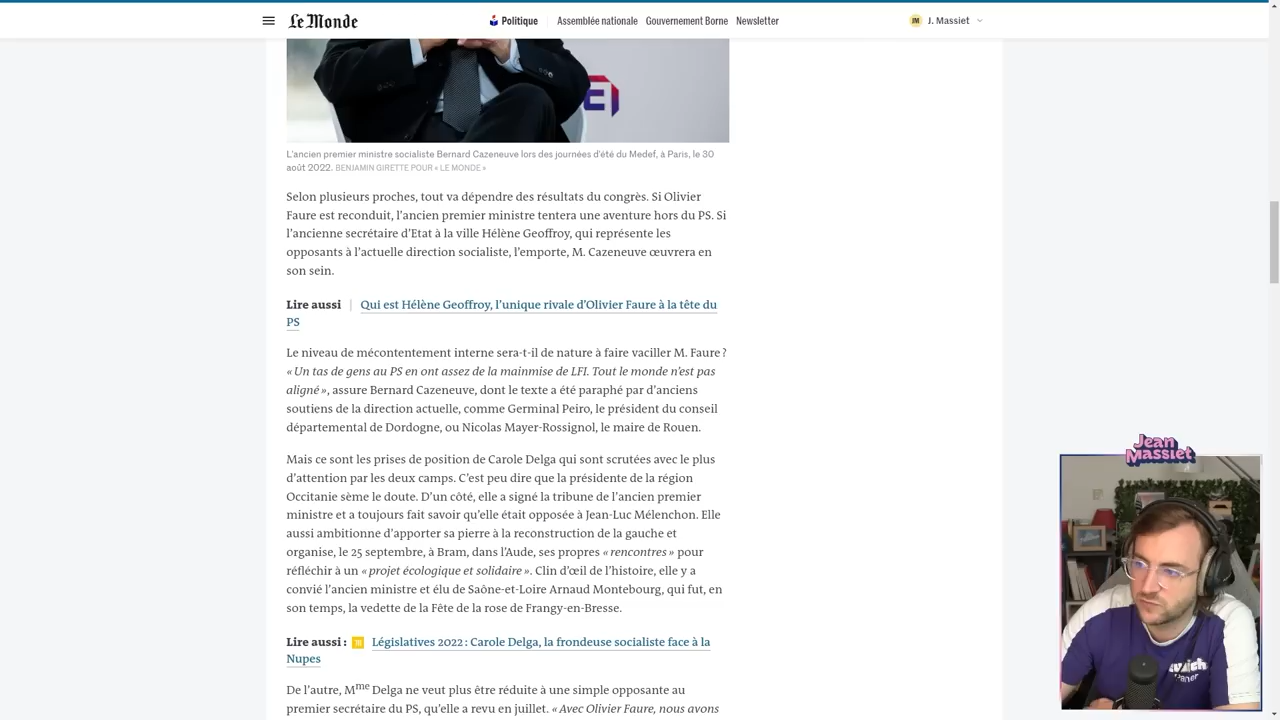 Le Monde
Politique
Assemblée nationale
Gouvernement Borne
Newsletter
JM
J. Massiet
L'ancien premier ministre socialiste Bernard Cazeneuve lors des journées d'été du Medef, à Paris, le 30
août 2022. BENJAMIN GIRETTE POUR « LE MONDE »
Selon plusieurs proches, tout va dépendre des résultats du congrès. Si Olivier
Faure est reconduit, l’ancien premier ministre tentera une aventure hors du PS. Si
l’ancienne secrétaire d’Etat à la ville Hélène Geoffroy, qui représente les
opposants à l’actuelle direction socialiste, l’emporte, M. Cazeneuve œuvrera en
son sein.
Lire aussi | Qui est Hélène Geoffroy, l’unique rivale d’Olivier Faure à la tête du
PS
Le niveau de mécontentement interne sera-t-il de nature à faire vaciller M. Faure ?
« Un tas de gens au PS en ont assez de la mainmise de LFI. Tout le monde n’est pas
aligné », assure Bernard Cazeneuve, dont le texte a été paraphé par d’anciens
soutiens de la direction actuelle, comme Germinal Peiro, le président du conseil
départemental de Dordogne, ou Nicolas Mayer-Rossignol, le maire de Rouen.
Mais ce sont les prises de position de Carole Delga qui sont scrutées avec le plus
d’attention par les deux camps. C’est peu dire que la présidente de la région
Occitanie sème le doute. D’un côté, elle a signé la tribune de l’ancien premier
ministre et a toujours fait savoir qu’elle était opposée à Jean-Luc Mélenchon. Elle
aussi ambitionne d’apporter sa pierre à la reconstruction de la gauche et
organise, le 25 septembre, à Bram, dans l’Aude, ses propres « rencontres » pour
réfléchir à un « projet écologique et solidaire ». Clin d’œil de l’histoire, elle y a
convié l’ancien ministre et élu de Saône-et-Loire Arnaud Montebourg, qui fut, en
son temps, la vedette de la Fête de la rose de Frangy-en-Bresse.
Lire aussi : Législatives 2022 : Carole Delga, la frondeuse socialiste face à la
Nupes
De l’autre, Mme Delga ne veut plus être réduite à une simple opposante au
premier secrétaire du PS, qu’elle a revu en juillet. « Avec Olivier Faure, nous avons
Jean
Massiet